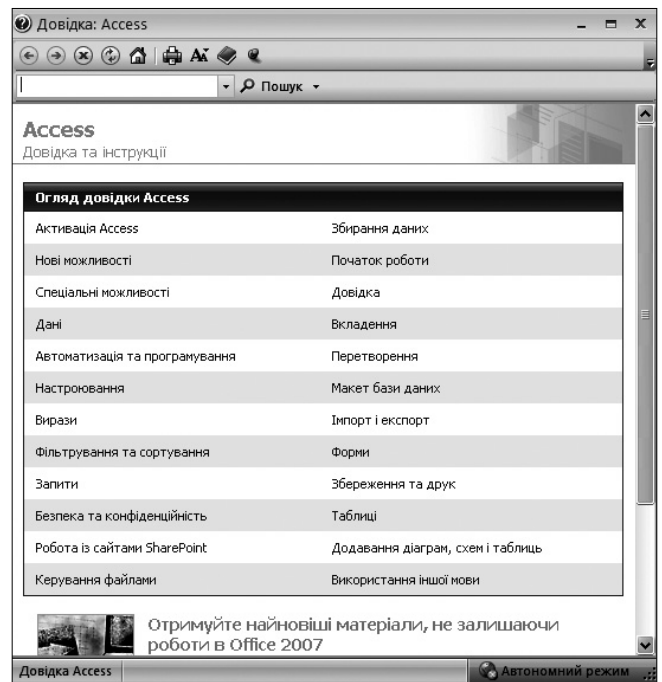 Довідка: Access
Пошук
Access
Довідка та інструкції
Огляд довідки Access
Активація Access Збирання даних
Нові можливості Початок роботи
Спеціальні можливості Довідка
Дані Вкладення
Автоматизація та програмування Перетворення
Настроювання Макет бази даних
Вирази Імпорт і експорт
Фільтрування та сортування Форми
Запити Збереження та друк
Безпека та конфіденційність Таблиці
Робота із сайтами SharePoint Додавання діаграм, схем і таблиць
Керування файлами Використання іншої мови
Отримуйте найновіші матеріали, не залишаючи
роботи в Office 2007
Довідка Access Автономний режим